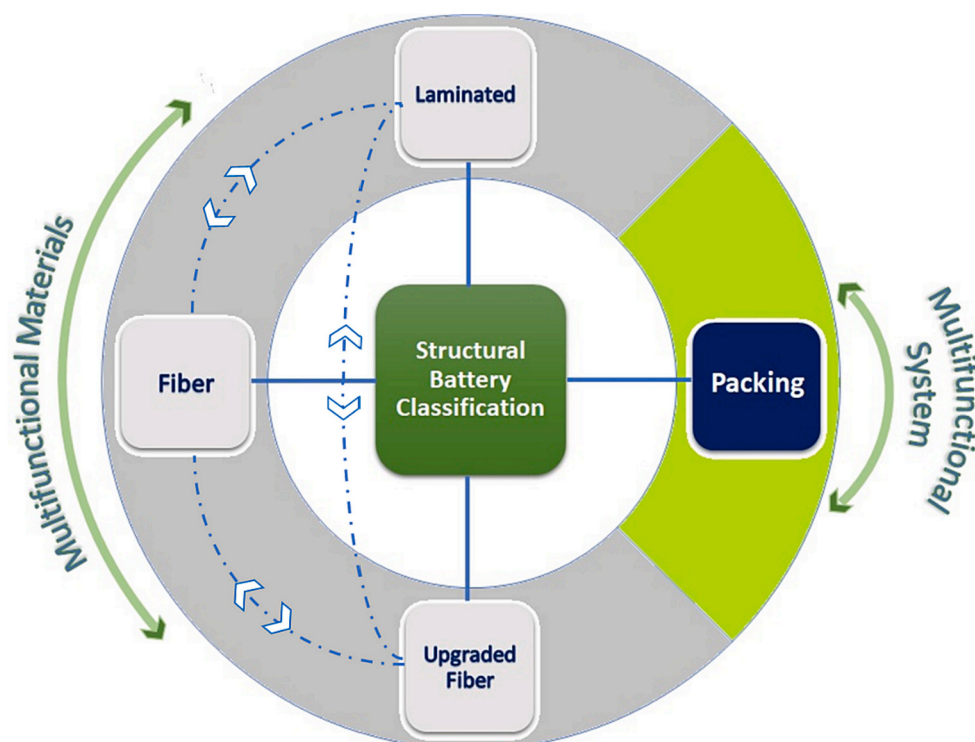 Laminated
Multifunctional Materials
Fiber
Structural
Battery
Classification
Packing
Multifunctional
System
Upgraded
Fiber